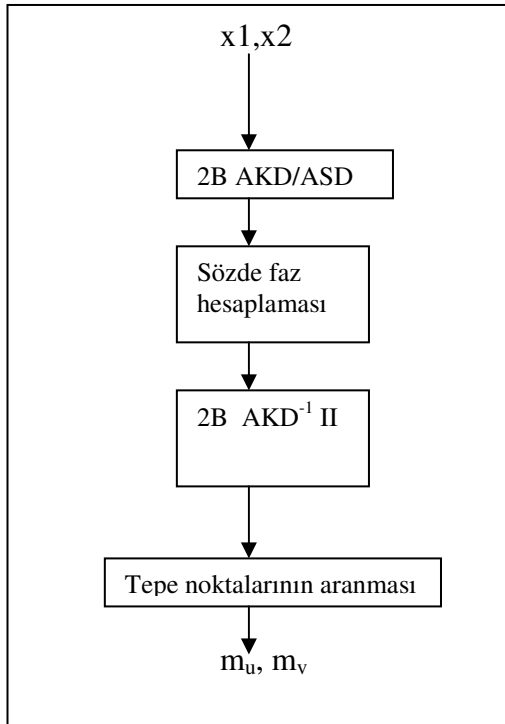 x1,x2
2B AKD/ASD
Sözde faz
hesaplaması
2B AKD⁻¹ II
Tepe noktalarının aranması
mᵤ, mᵥ